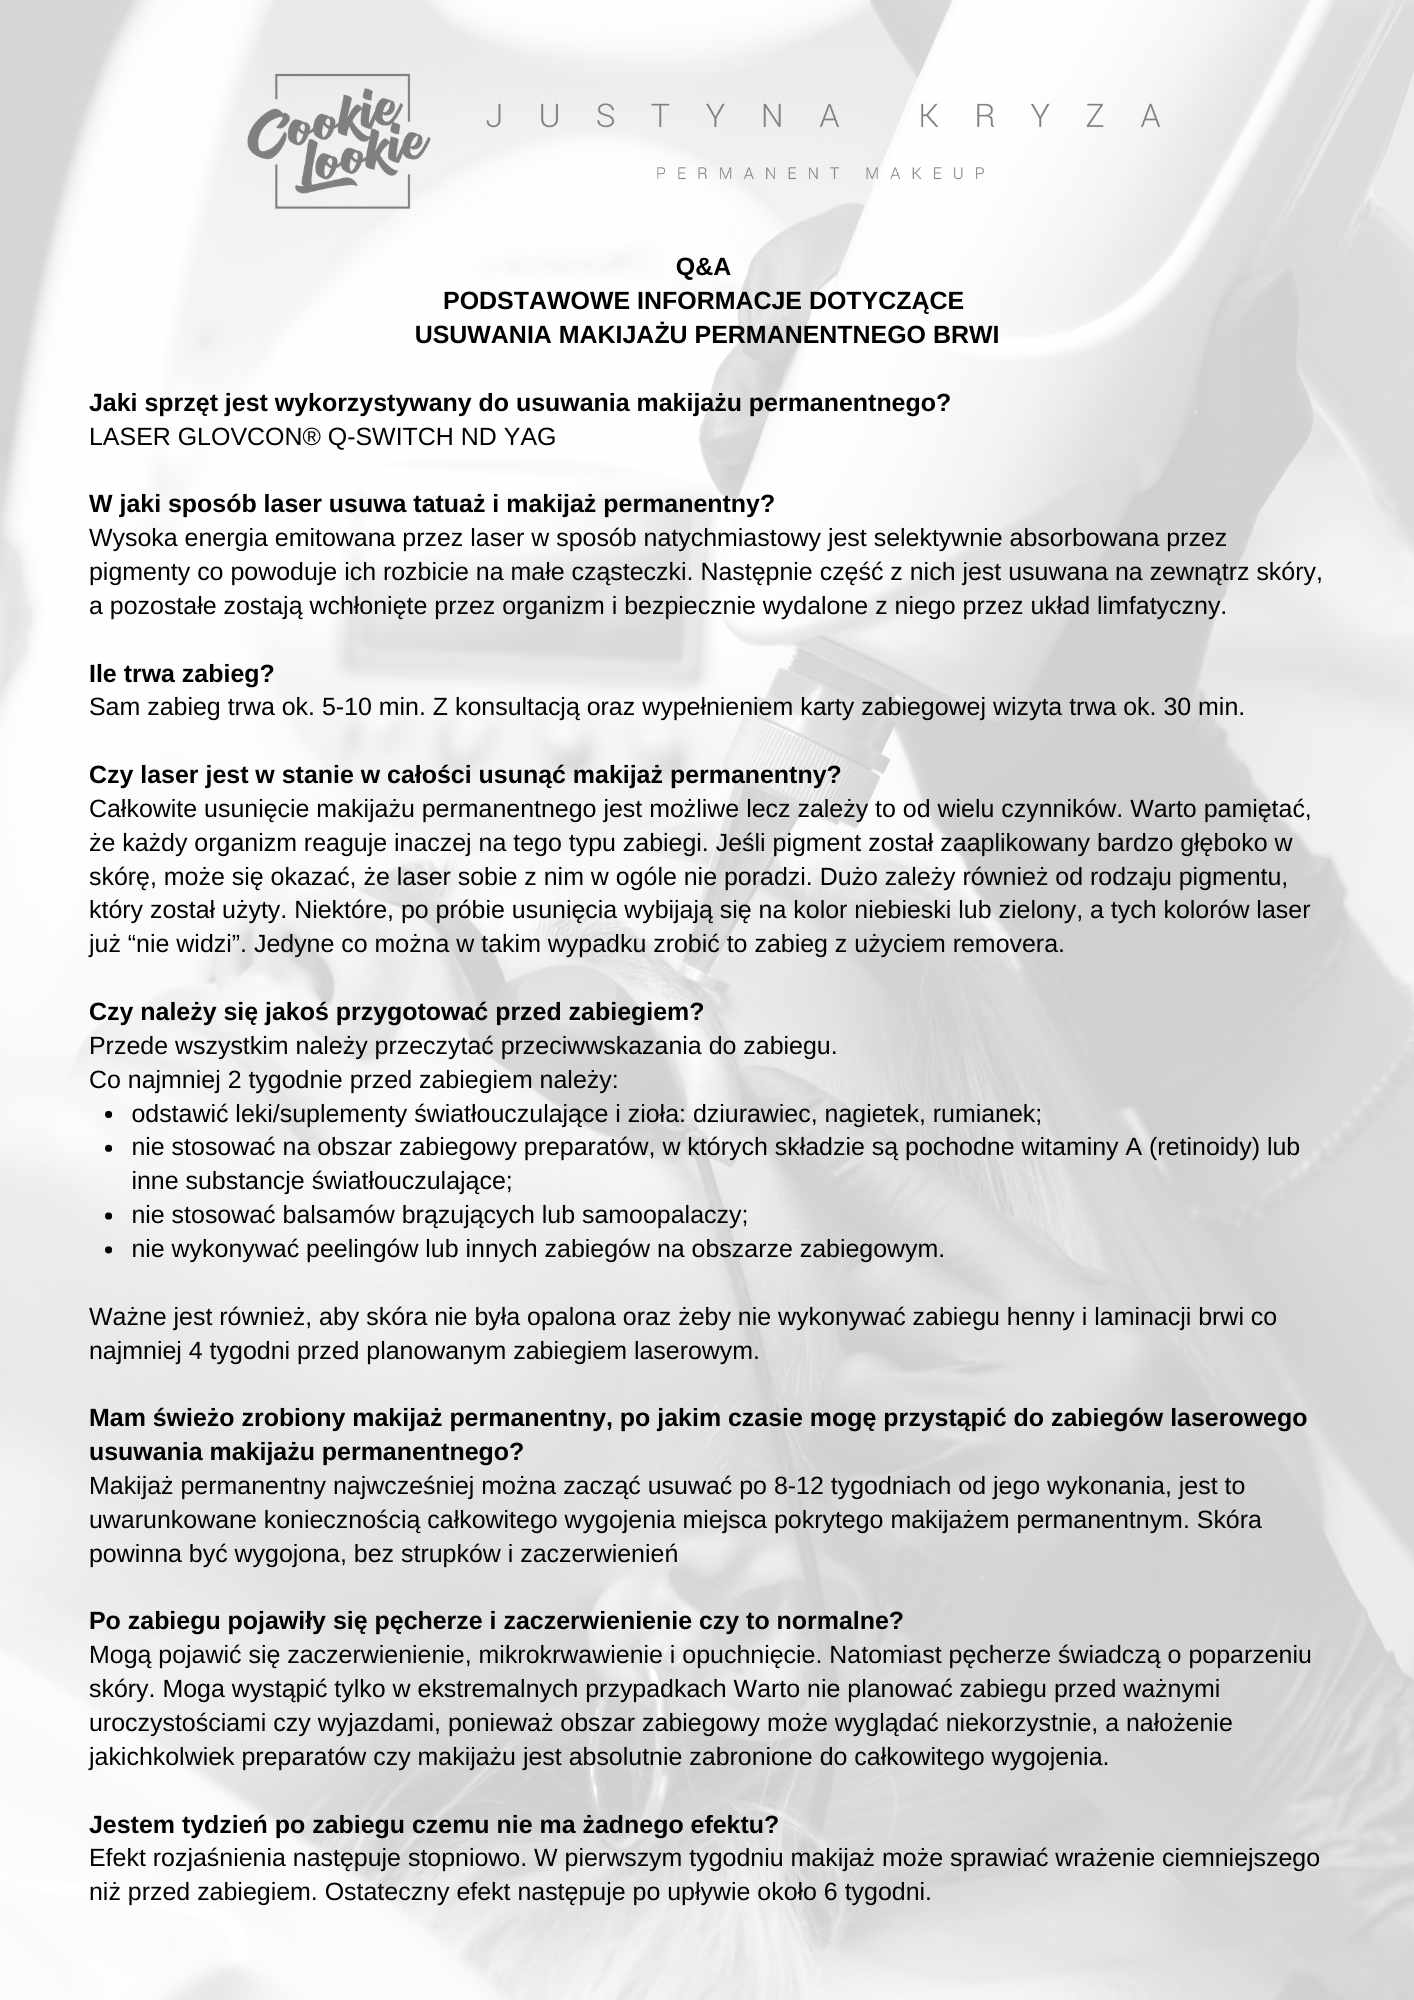 Cookie
Lookie
JUSTYNA KRYZA
PERMANENT MAKEUP
Q&A
PODSTAWOWE INFORMACJE DOTYCZĄCE
USUWANIA MAKIJAŻU PERMANENTNEGO BRWI
Jaki sprzęt jest wykorzystywany do usuwania makijażu permanentnego?
LASER GLOVCON® Q-SWITCH ND YAG
W jaki sposób laser usuwa tatuaż i makijaż permanentny?
Wysoka energia emitowana przez laser w sposób natychmiastowy jest selektywnie absorbowana przez
pigmenty co powoduje ich rozbicie na małe cząsteczki. Następnie część z nich jest usuwana na zewnątrz skóry,
a pozostałe zostają wchłonięte przez organizm i bezpiecznie wydalone z niego przez układ limfatyczny.
Ile trwa zabieg?
Sam zabieg trwa ok. 5-10 min. Z konsultacją oraz wypełnieniem karty zabiegowej wizyta trwa ok. 30 min.
Czy laser jest w stanie w całości usunąć makijaż permanentny?
Całkowite usunięcie makijażu permanentnego jest możliwe lecz zależy to od wielu czynników. Warto pamiętać,
że każdy organizm reaguje inaczej na tego typu zabiegi. Jeśli pigment został zaaplikowany bardzo głęboko w
skórę, może się okazać, że laser sobie z nim w ogóle nie poradzi. Dużo zależy również od rodzaju pigmentu,
który został użyty. Niektóre, po próbie usunięcia wybijają się na kolor niebieski lub zielony, a tych kolorów laser
już “nie widzi”. Jedyne co można w takim wypadku zrobić to zabieg z użyciem removera.
Czy należy się jakoś przygotować przed zabiegiem?
Przede wszystkim należy przeczytać przeciwwskazania do zabiegu.
Co najmniej 2 tygodnie przed zabiegiem należy:
• odstawić leki/suplementy światłouczulające i zioła: dziurawiec, nagietek, rumianek;
• nie stosować na obszar zabiegowy preparatów, w których składzie są pochodne witaminy A (retinoidy) lub
inne substancje światłouczulające;
• nie stosować balsamów brązujących lub samoopalaczy;
• nie wykonywać peelingów lub innych zabiegów na obszarze zabiegowym.
Ważne jest również, aby skóra nie była opalona oraz żeby nie wykonywać zabiegu henny i laminacji brwi co
najmniej 4 tygodni przed planowanym zabiegiem laserowym.
Mam świeżo zrobiony makijaż permanentny, po jakim czasie mogę przystąpić do zabiegów laserowego
usuwania makijażu permanentnego?
Makijaż permanentny najwcześniej można zacząć usuwać po 8-12 tygodniach od jego wykonania, jest to
uwarunkowane koniecznością całkowitego wygojenia miejsca pokrytego makijażem permanentnym. Skóra
powinna być wygojona, bez strupków i zaczerwienień
Po zabiegu pojawiły się pęcherze i zaczerwienienie czy to normalne?
Mogą pojawić się zaczerwienienie, mikrokrwawienie i opuchnięcie. Natomiast pęcherze świadczą o poparzeniu
skóry. Moga wystąpić tylko w ekstremalnych przypadkach Warto nie planować zabiegu przed ważnymi
uroczystościami czy wyjazdami, ponieważ obszar zabiegowy może wyglądać niekorzystnie, a nałożenie
jakichkolwiek preparatów czy makijażu jest absolutnie zabronione do całkowitego wygojenia.
Jestem tydzień po zabiegu czemu nie ma żadnego efektu?
Efekt rozjaśnienia następuje stopniowo. W pierwszym tygodniu makijaż może sprawiać wrażenie ciemniejszego
niż przed zabiegiem. Ostateczny efekt następuje po upływie około 6 tygodni.